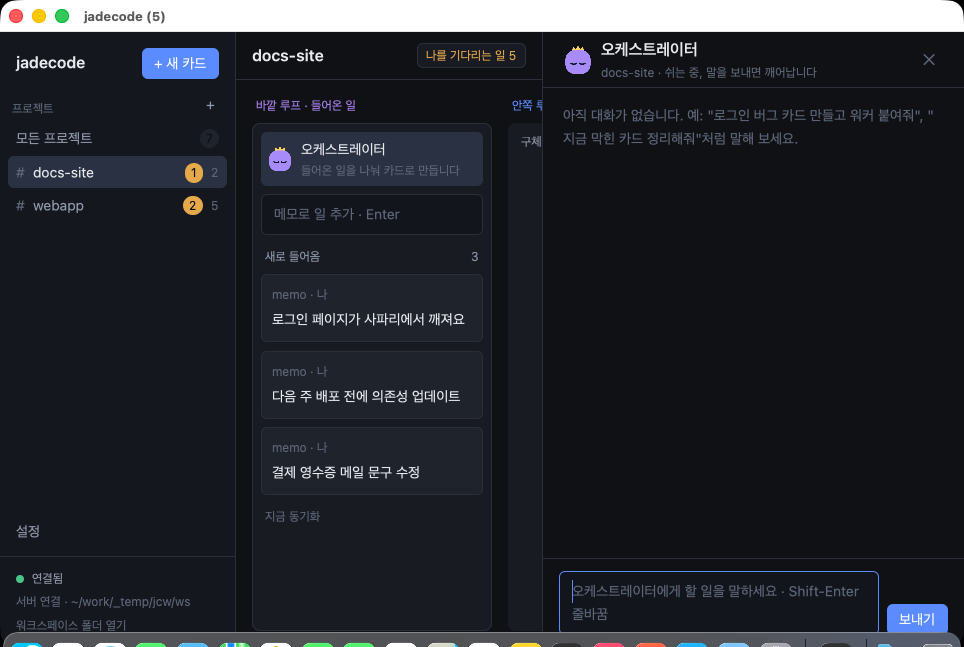 jadecode (5)
jadecode
+ 새 카드
프로젝트
+
모든 프로젝트 7
# docs-site 1 2
# webapp 2 5
설정
연결됨
서버 연결 · ~/work/_temp/jcw/ws
워크스페이스 폴더 열기
docs-site
나를 기다리는 일 5
바깥 루프 · 들어온 일
안쪽 루
오케스트레이터
들어온 일을 나눠 카드로 만듭니다
메모로 일 추가 · Enter
새로 들어옴 3
memo · 나
로그인 페이지가 사파리에서 깨져요
memo · 나
다음 주 배포 전에 의존성 업데이트
memo · 나
결제 영수증 메일 문구 수정
지금 동기화
구체
오케스트레이터
docs-site · 쉬는 중, 말을 보내면 깨어납니다
아직 대화가 없습니다. 예: "로그인 버그 카드 만들고 워커 붙여줘", "
지금 막힌 카드 정리해줘"처럼 말해 보세요.
오케스트레이터에게 할 일을 말하세요 · Shift-Enter
줄바꿈
보내기